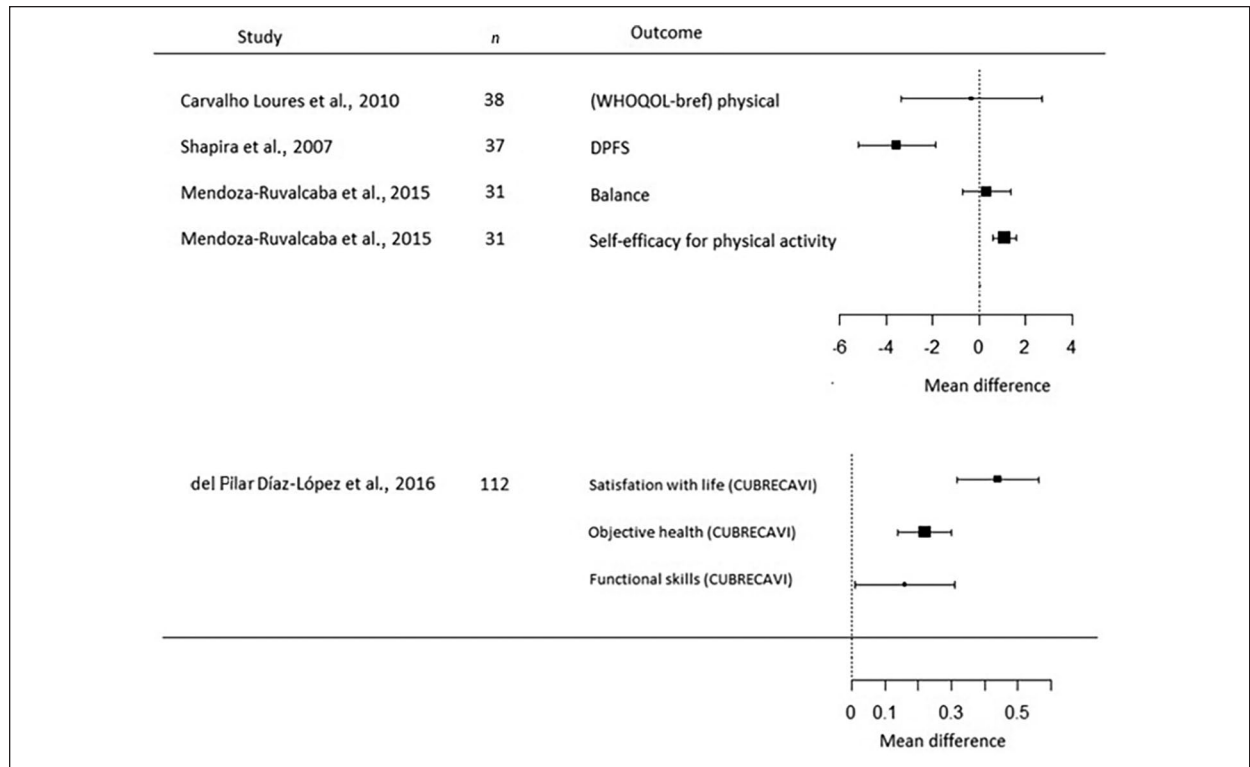 Study n Outcome
Carvalho Loures et al., 2010 38 (WHOQOL-bref) physical
Shapira et al., 2007 37 DPFS
Mendoza-Ruvalcaba et al., 2015 31 Balance
Mendoza-Ruvalcaba et al., 2015 31 Self-efficacy for physical activity
-6 -4 -2 0 2 4
Mean difference
del Pilar Díaz-López et al., 2016 112 Satisfation with life (CUBRECAVI)
Objective health (CUBRECAVI)
Functional skills (CUBRECAVI)
0 0.1 0.3 0.5
Mean difference